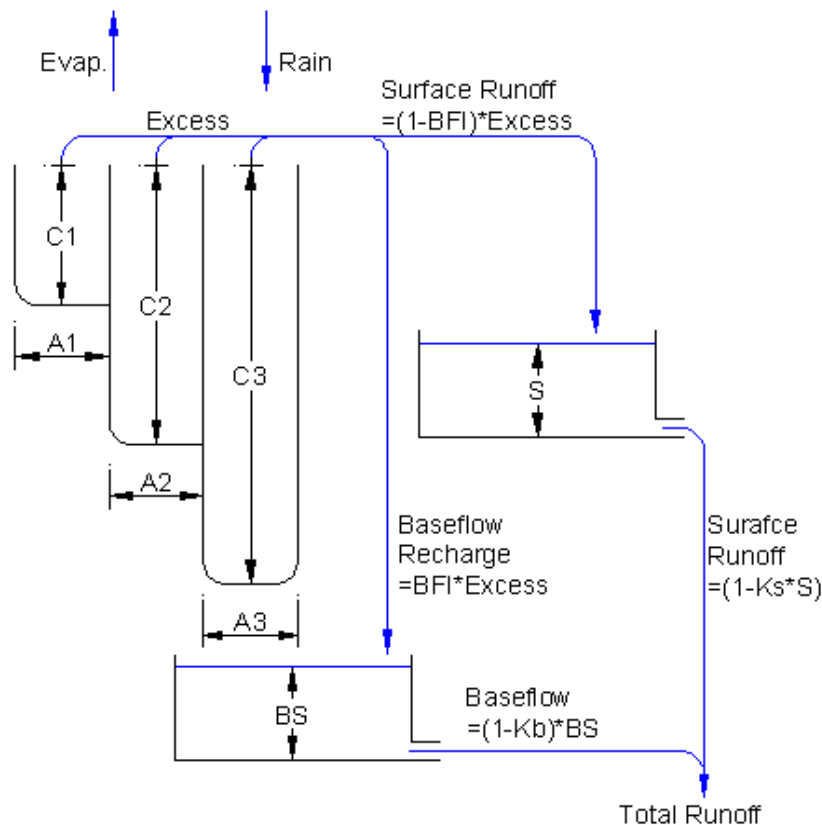 Evap.
Rain
Surface Runoff
=(1-BFI)*Excess
Excess
C1
C2
C3
A1
A2
A3
S
Baseflow
Recharge
=BFI*Excess
Surafce
Runoff
=(1-Ks*S)
BS
Baseflow
=(1-Kb)*BS
Total Runoff